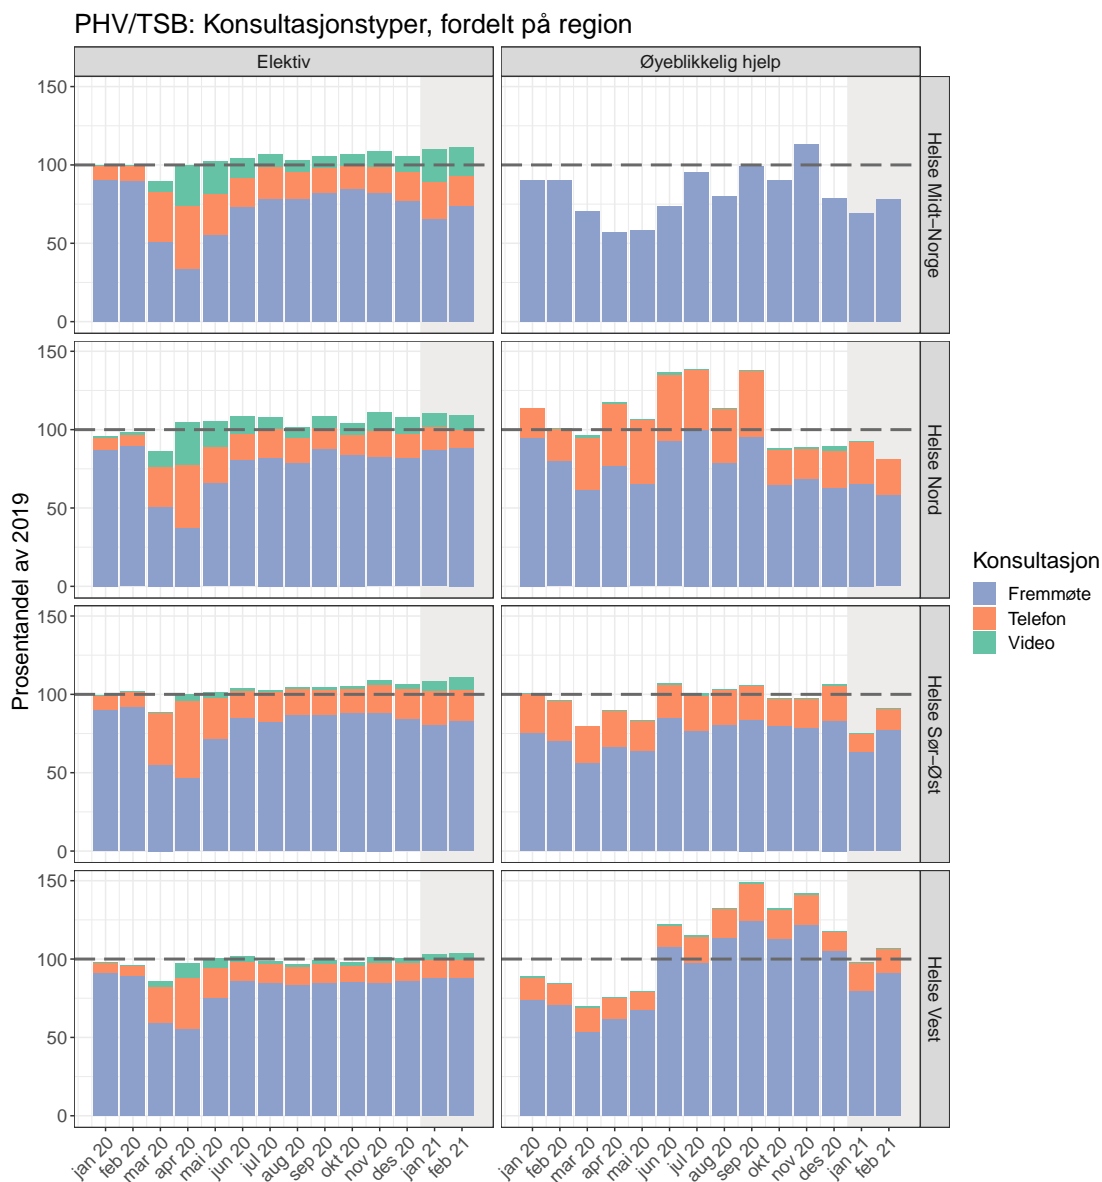 PHV/TSB: Konsultasjonstyper, fordelt på region
Elektiv
Øyeblikkelig hjelp
150
100
50
0
Helse Midt−Norge
150
100
50
0
Helse Nord
150
100
50
0
Helse Sør−Øst
150
100
50
0
Helse Vest
Prosentandel av 2019
jan 20
feb 20
mar 20
apr 20
mai 20
jun 20
jul 20
aug 20
sep 20
okt 20
nov 20
des 20
jan 21
feb 21
jan 20
feb 20
mar 20
apr 20
mai 20
jun 20
jul 20
aug 20
sep 20
okt 20
nov 20
des 20
jan 21
feb 21
Konsultasjon
Fremmøte
Telefon
Video